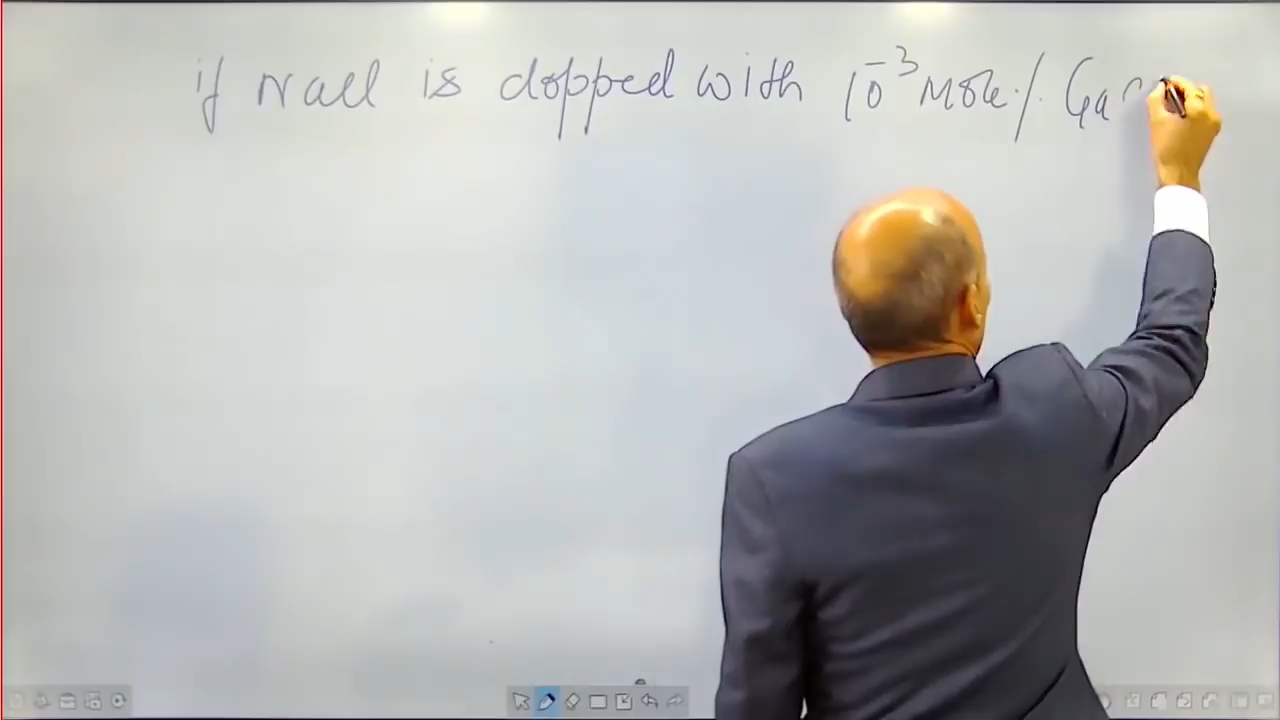 if NaCl is dopped with 10⁻³ Mole % Ga